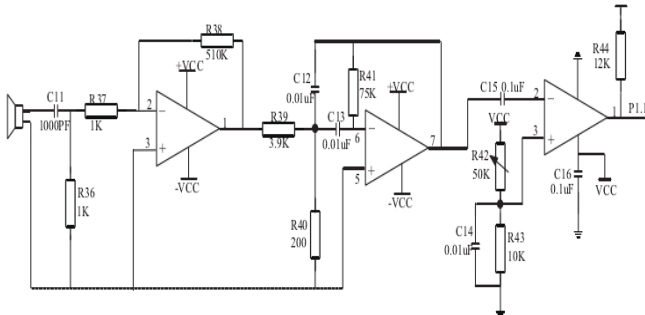 R38
510K
+VCC
C11
1000PF
R37
1K
2
3
1
-VCC
R36
1K
R39
3.9K
C12
0.01uF
C13
0.01uF
R41
75K
+VCC
6
5
7
-VCC
R40
200
C15 0.1uF
VCC
R42
50K
C14
0.01uF
R43
10K
2
3
1
C16
0.1uF
VCC
R44
12K
P1.1